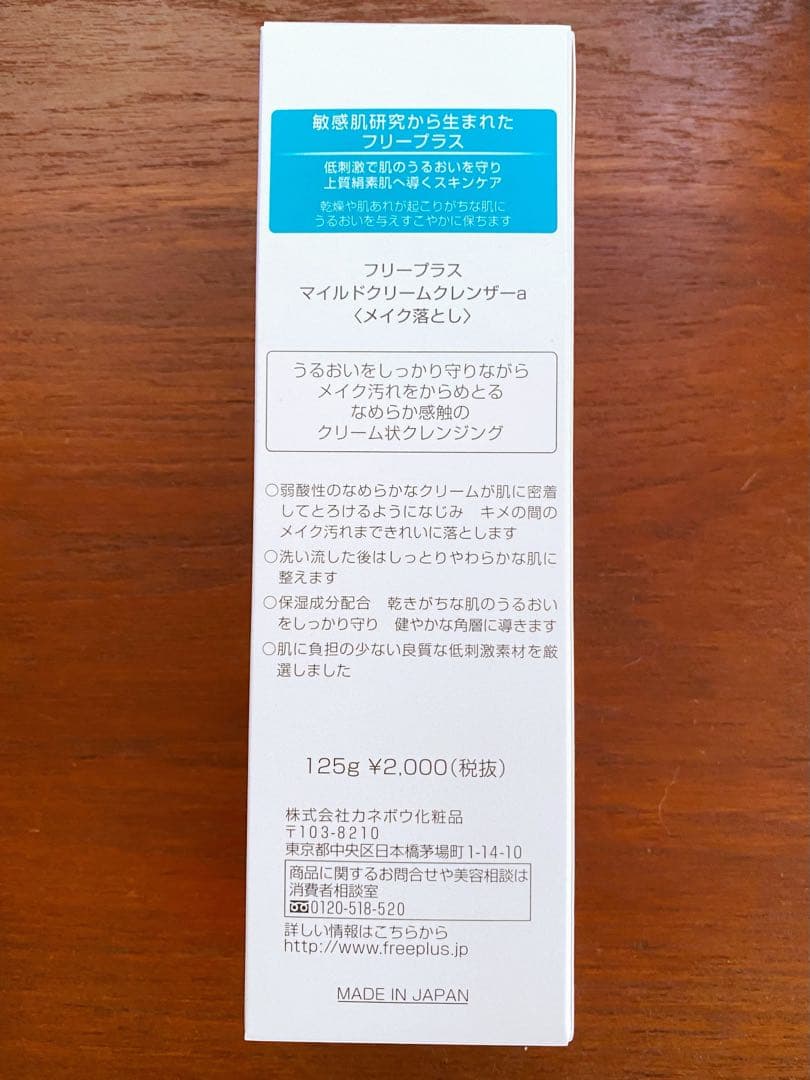 敏感肌研究から生まれた
フリープラス
低刺激で肌のうるおいを守り
上質絹素肌へ導くスキンケア
乾燥や肌あれが起こりがちな肌に
うるおいを与えすこやかに保ちます
フリープラス
マイルドクリームクレンザーa
〈メイク落とし〉
うるおいをしっかり守りながら
メイク汚れをからめとる
なめらか感触の
クリーム状クレンジング
○弱酸性のなめらかなクリームが肌に密着
してとろけるようになじみ　キメの間の
メイク汚れまできれいに落とします
○洗い流した後はしっとりやわらかな肌に
整えます
○保湿成分配合　乾きがちな肌のうるおい
をしっかり守り　健やかな角層に導きます
○肌に負担の少ない良質な低刺激素材を厳
選しました
125g ¥2,000(税抜)
株式会社カネボウ化粧品
〒103-8210
東京都中央区日本橋茅場町1-14-10
商品に関するお問合せや美容相談は
消費者相談室
0120-518-520
詳しい情報はこちらから
http://www.freeplus.jp
MADE IN JAPAN